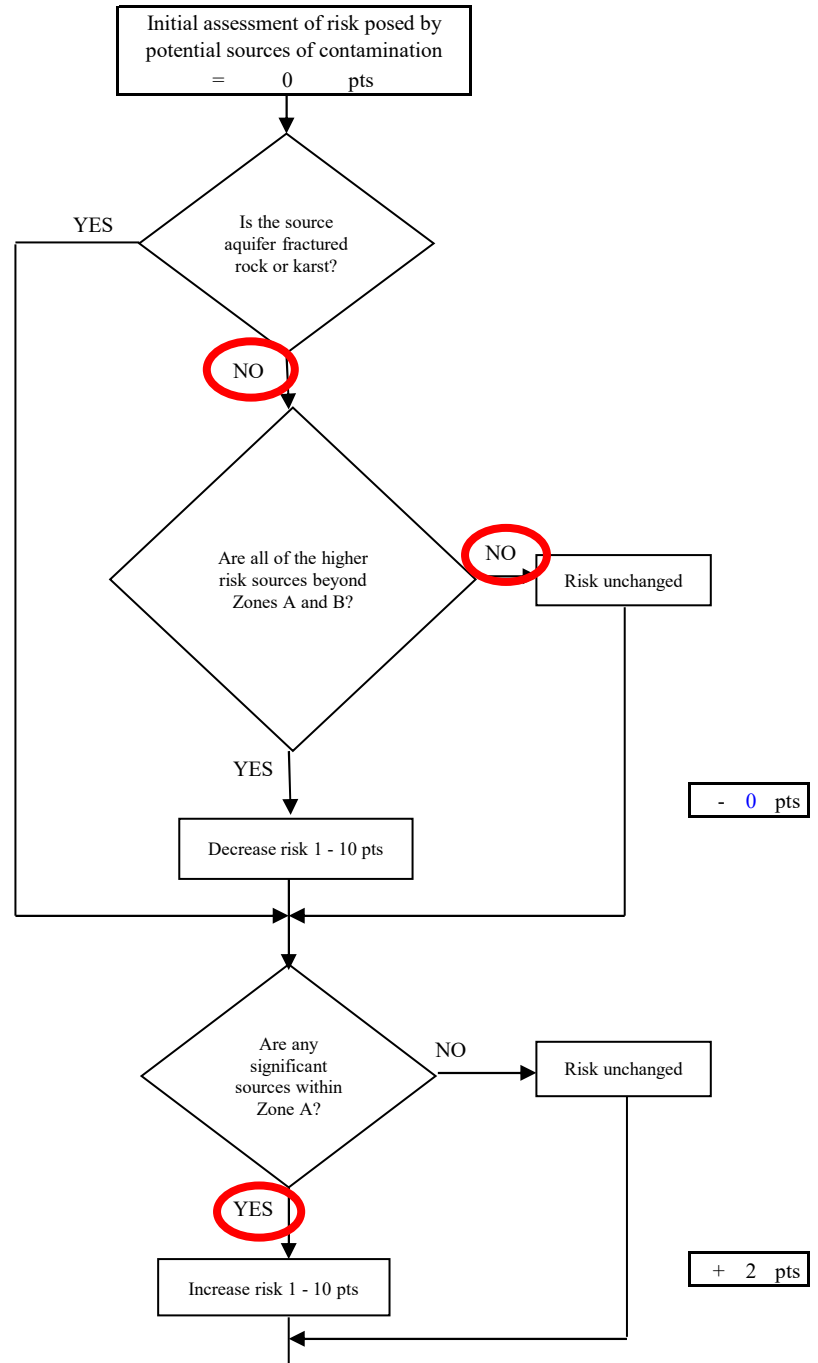 Initial assessment of risk posed by
potential sources of contamination
= 0 pts
YES
Is the source
aquifer fractured
rock or karst?
NO
Are all of the higher
risk sources beyond
Zones A and B?
NO
Risk unchanged
YES
- 0 pts
Decrease risk 1 - 10 pts
Are any
significant
sources within
Zone A?
NO
Risk unchanged
YES
+ 2 pts
Increase risk 1 - 10 pts